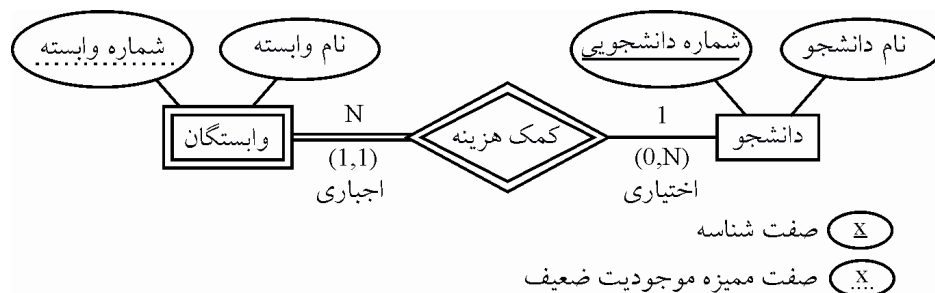 نام دانشجو
شماره دانشجویی
نام وابسته
شماره وابسته
دانشجو
1
(0,N)
اختیاری
کمک هزینه
N
(1,1)
اجباری
وابستگان
x صفت شناسه
x صفت ممیزه موجودیت ضعیف